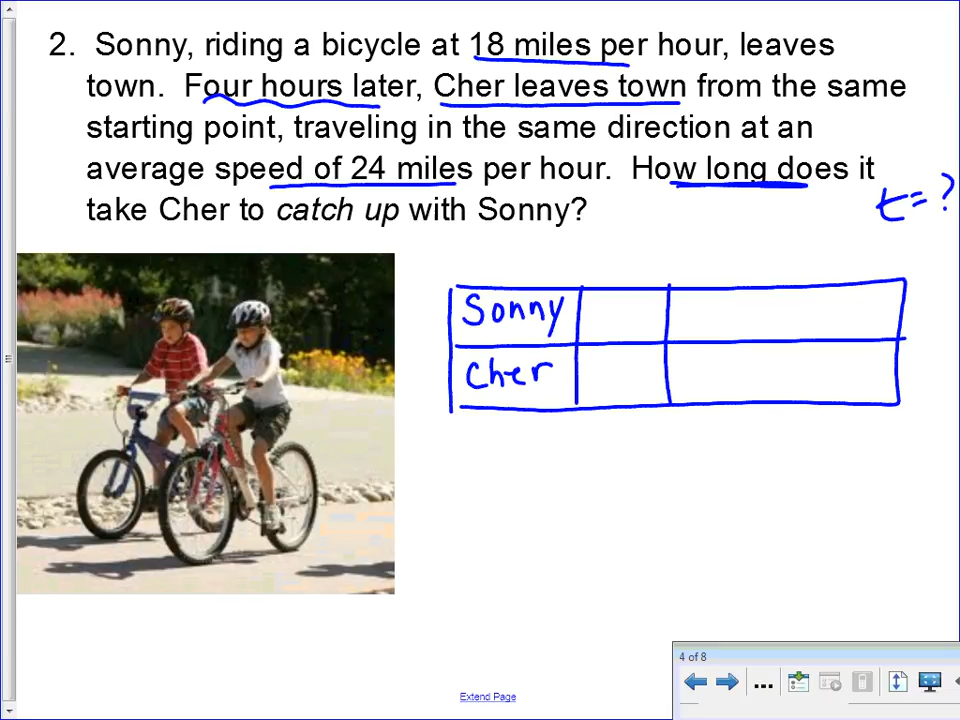 2. Sonny, riding a bicycle at 18 miles per hour, leaves
town. Four hours later, Cher leaves town from the same
starting point, traveling in the same direction at an
average speed of 24 miles per hour. How long does it
take Cher to catch up with Sonny?
t = ?
Sonny
Cher
4 of 8
...
Extend Page